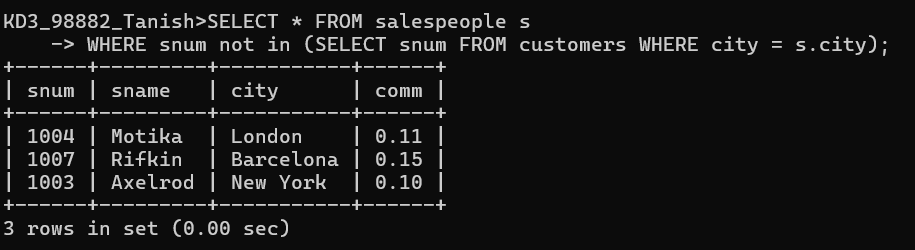 KD3_98882_Tanish>SELECT * FROM salespeople s
    -> WHERE snum not in (SELECT snum FROM customers WHERE city = s.city);
+------+---------+-----------+------+
| snum | sname   | city      | comm |
+------+---------+-----------+------+
| 1004 | Motika  | London    | 0.11 |
| 1007 | Rifkin  | Barcelona | 0.15 |
| 1003 | Axelrod | New York  | 0.10 |
+------+---------+-----------+------+
3 rows in set (0.00 sec)